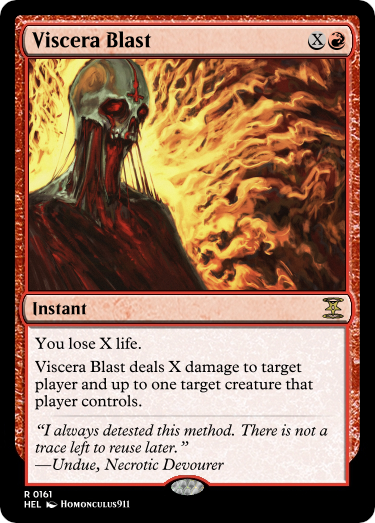 Viscera Blast
X
Instant
You lose X life.
Viscera Blast deals X damage to target
player and up to one target creature that
player controls.
“I always detested this method. There is not a
trace left to reuse later.”
—Undue, Necrotic Devourer
R 0161
HEL Homonculus911